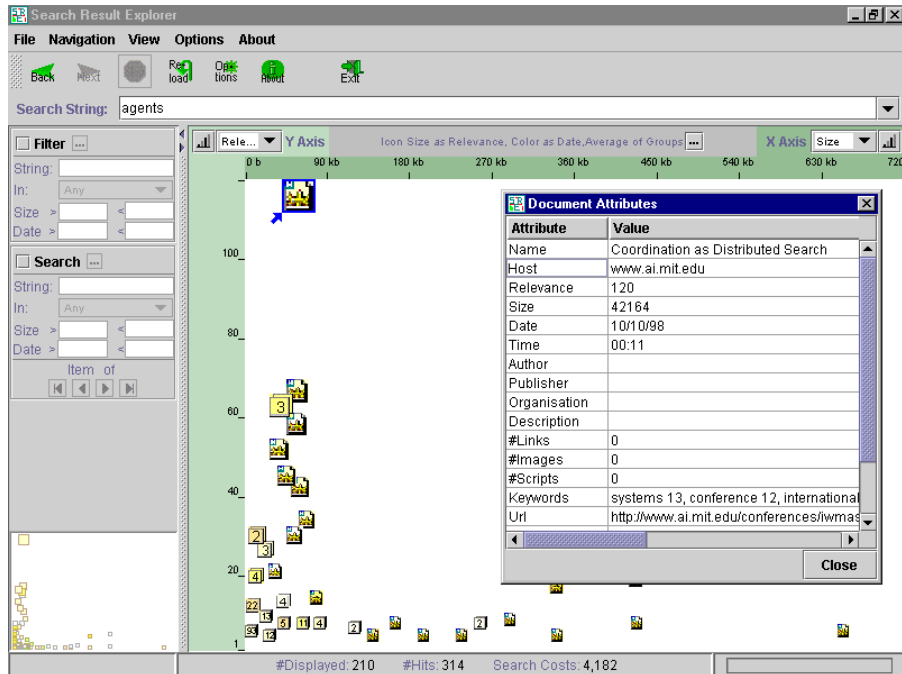 Search Result Explorer
File Navigation View Options About
Back Next Re load Op tions About Exit
Search String: agents
Filter ...
String:
In: Any
Size > <
Date > <
Search ...
String:
In: Any
Size > <
Date > <
Item of
Rele... Y Axis Icon Size as Relevance, Color as Date,Average of Groups ... X Axis Size
0 b 90 kb 180 kb 270 kb 360 kb 450 kb 540 kb 630 kb 720
100
80
60
40
20
1
3
2
3
4
22
4
13
93
12
5
11
4
2
2
Document Attributes
Attribute Value
Name Coordination as Distributed Search
Host www.ai.mit.edu
Relevance 120
Size 42164
Date 10/10/98
Time 00:11
Author
Publisher
Organisation
Description
#Links 0
#Images 0
#Scripts 0
Keywords systems 13, conference 12, international
Url http://www.ai.mit.edu/conferences/iwmas
Close
#Displayed: 210 #Hits: 314 Search Costs: 4,182